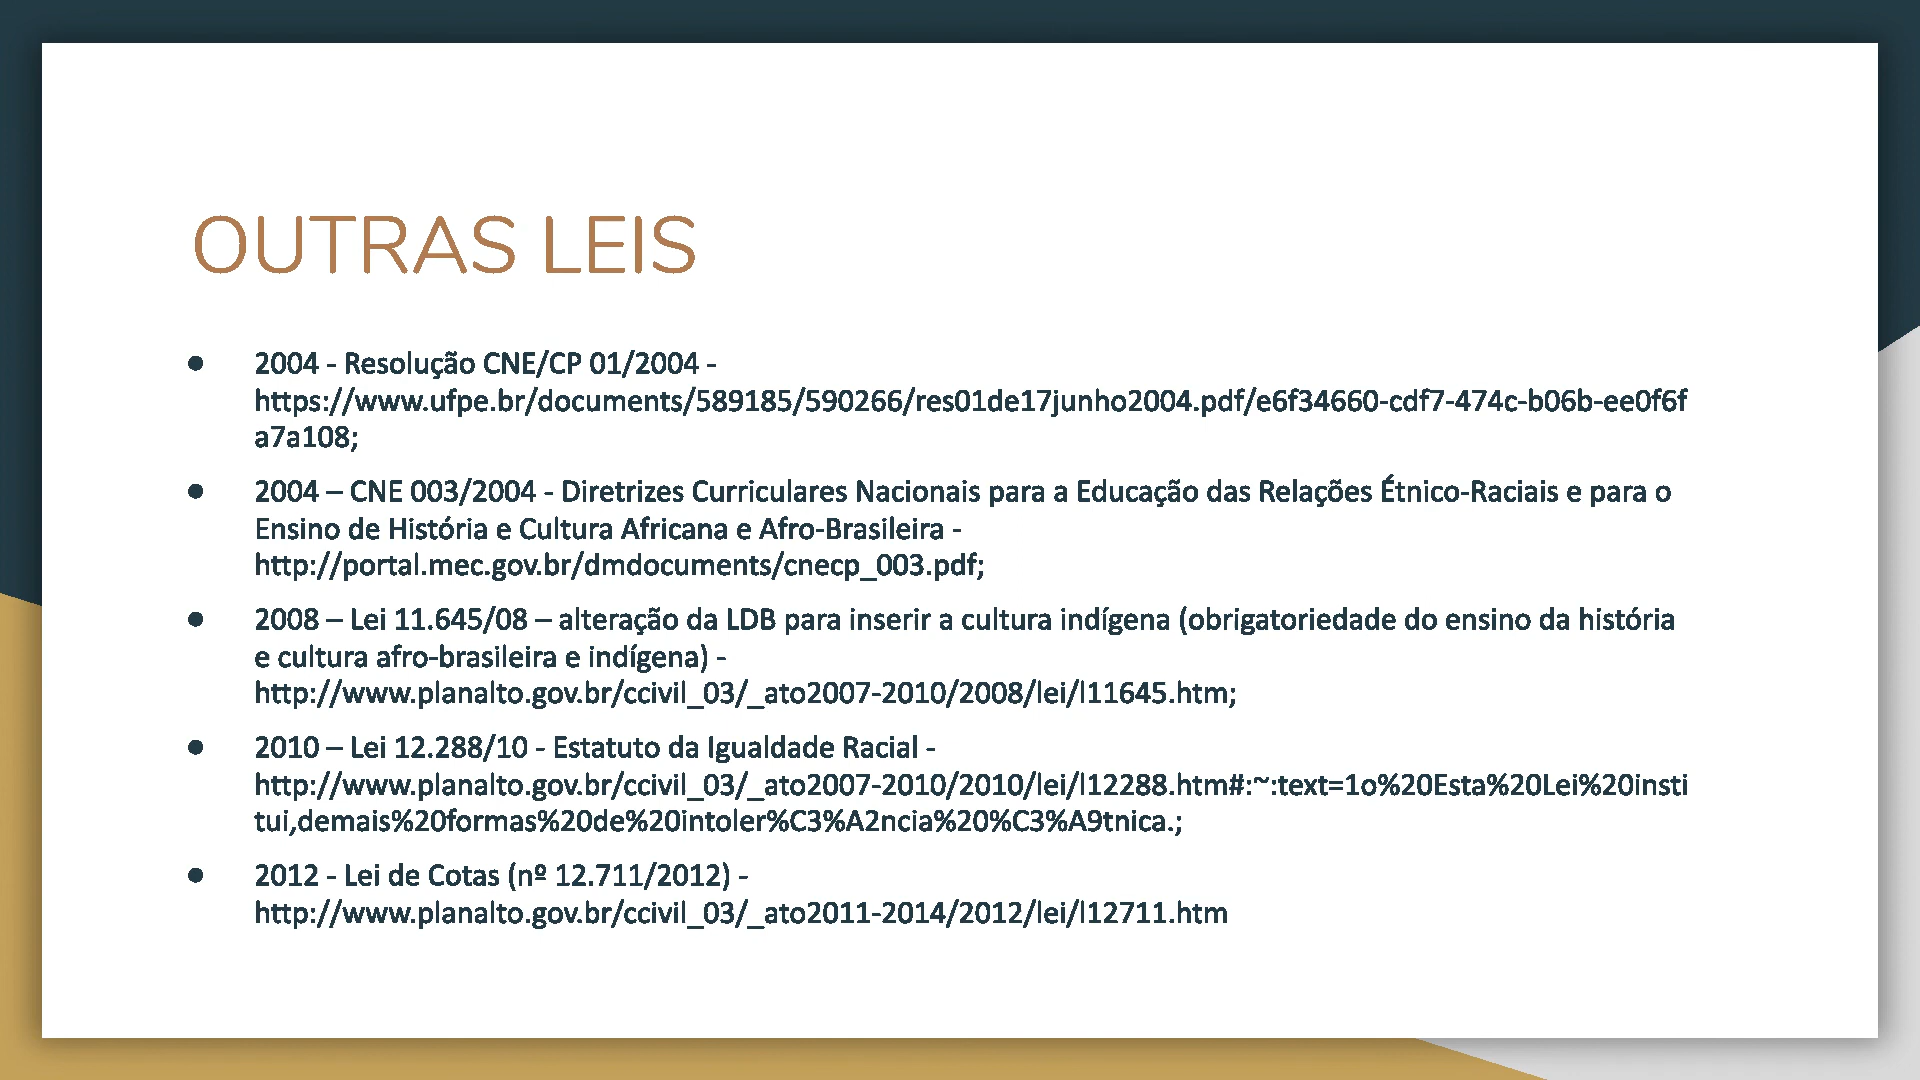 OUTRAS LEIS
● 2004 - Resolução CNE/CP 01/2004 -
https://www.ufpe.br/documents/589185/590266/res01de17junho2004.pdf/e6f34660-cdf7-474c-b06b-ee0f6f
a7a108;
● 2004 – CNE 003/2004 - Diretrizes Curriculares Nacionais para a Educação das Relações Étnico-Raciais e para o
Ensino de História e Cultura Africana e Afro-Brasileira -
http://portal.mec.gov.br/dmdocuments/cnecp_003.pdf;
● 2008 – Lei 11.645/08 – alteração da LDB para inserir a cultura indígena (obrigatoriedade do ensino da história
e cultura afro-brasileira e indígena) -
http://www.planalto.gov.br/ccivil_03/_ato2007-2010/2008/lei/l11645.htm;
● 2010 – Lei 12.288/10 - Estatuto da Igualdade Racial -
http://www.planalto.gov.br/ccivil_03/_ato2007-2010/2010/lei/l12288.htm#:~:text=1o%20Esta%20Lei%20insti
tui,demais%20formas%20de%20intoler%C3%A2ncia%20%C3%A9tnica.;
● 2012 - Lei de Cotas (nº 12.711/2012) -
http://www.planalto.gov.br/ccivil_03/_ato2011-2014/2012/lei/l12711.htm